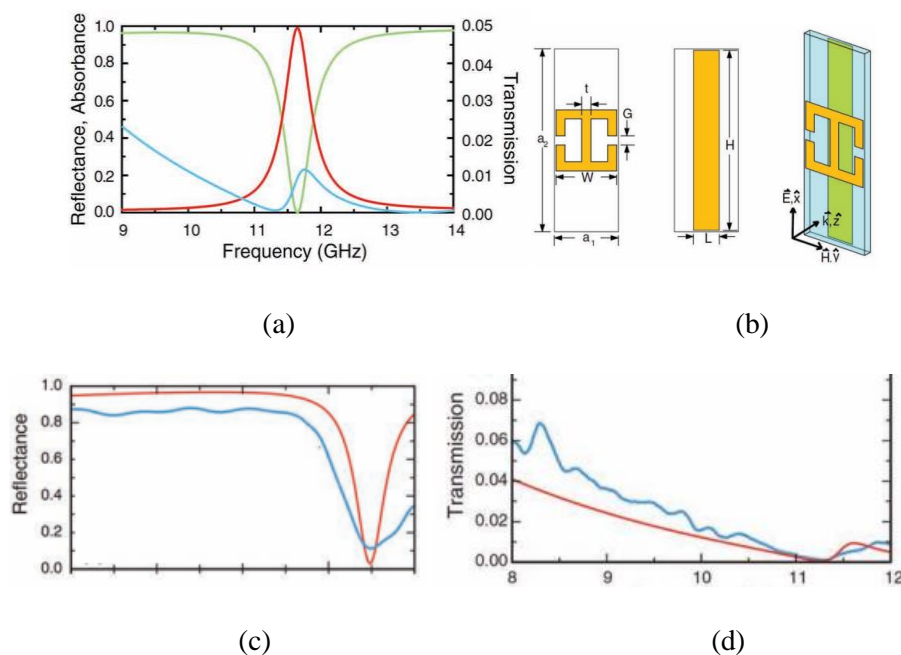 Reflectance, Absorbance
1.0
0.8
0.6
0.4
0.2
0.0
9 10 11 12 13 14
Frequency (GHz)
0.05
0.04
0.03
0.02
0.01
0.00
Transmission
a₂
t
G
W
a₁
H
L
E,x̂
k,ẑ
H,ŷ
(a)
(b)
Reflectance
1.0
0.8
0.6
0.4
0.2
0.0
Transmission
0.06
0.04
0.02
0.00
8 9 10 11 12
(c)
(d)